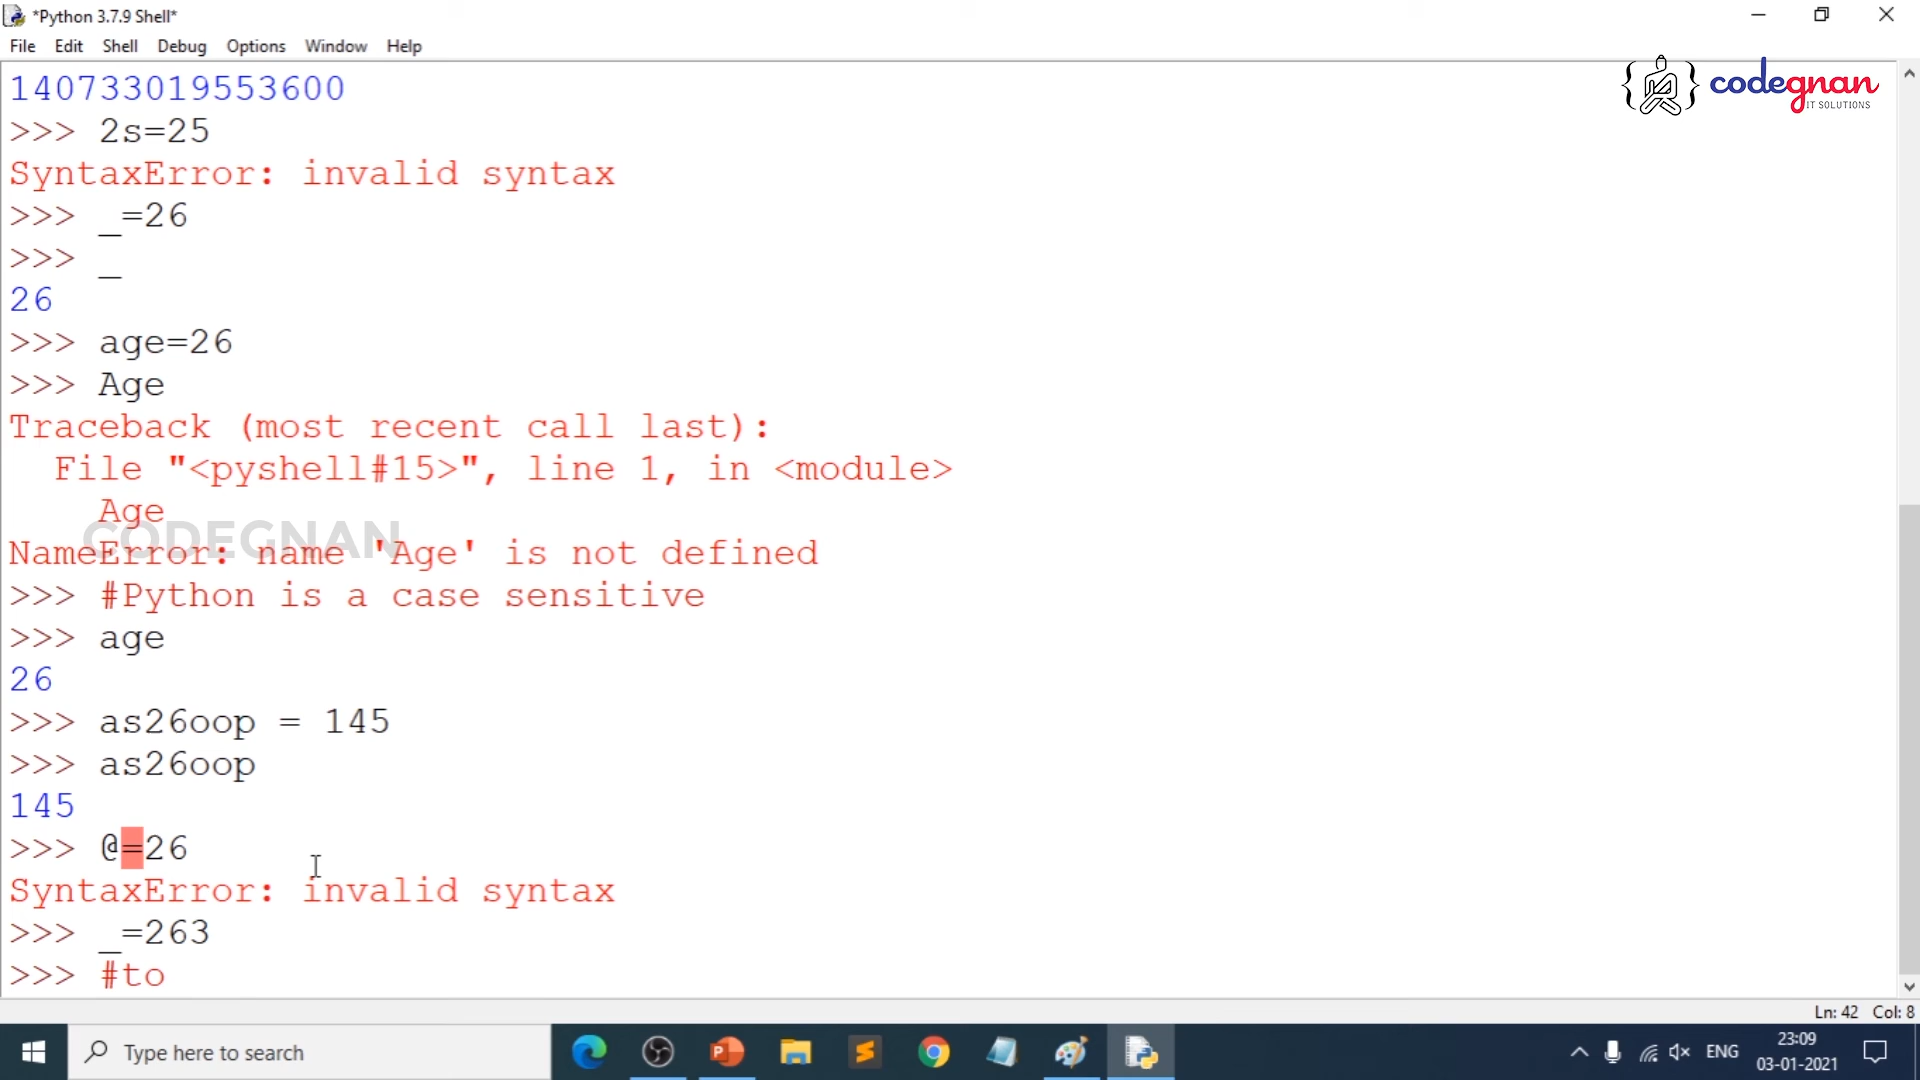 *Python 3.7.9 Shell*
File Edit Shell Debug Options Window Help
codegnan
IT SOLUTIONS
140733019553600
>>> 2s=25
SyntaxError: invalid syntax
>>> _=26
>>> _
26
>>> age=26
>>> Age
Traceback (most recent call last):
  File "<pyshell#15>", line 1, in <module>
    Age
CODEGNAN
NameError: name 'Age' is not defined
>>> #Python is a case sensitive
>>> age
26
>>> as26oop = 145
>>> as26oop
145
>>> @=26
SyntaxError: invalid syntax
>>> _=263
>>> #to
Ln: 42 Col: 8
Type here to search
ENG
23:09
03-01-2021